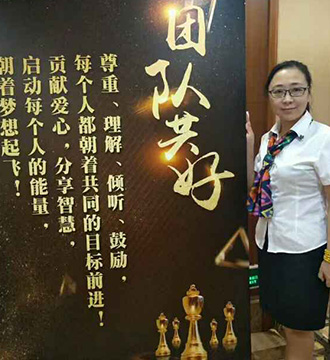 团队共好
尊重、理解、倾听、鼓励，
每个人都朝着共同的目标前进！
贡献爱心，分享智慧，
启动每个人的能量，
朝着梦想起飞！